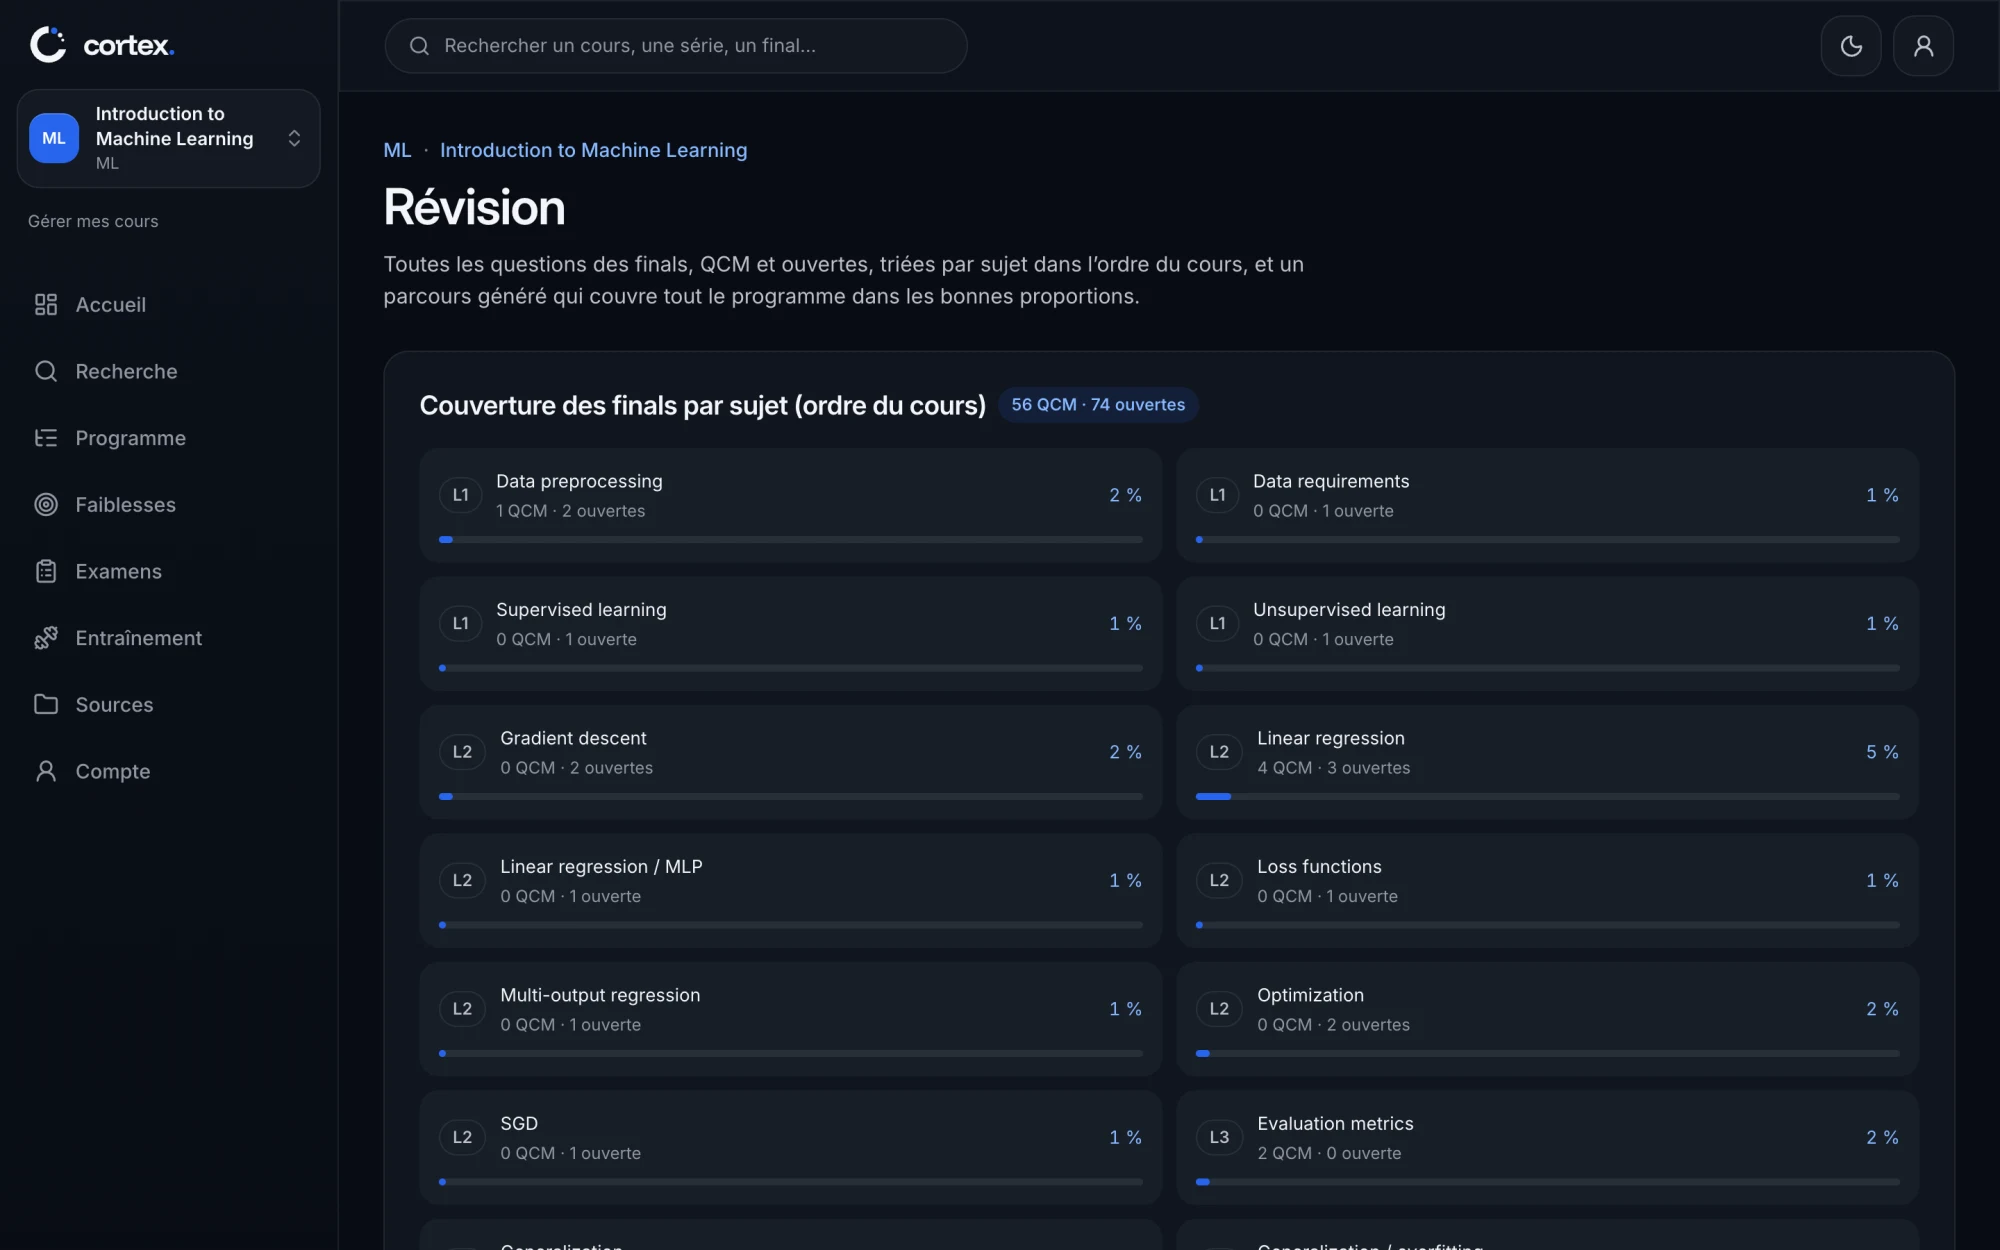 cortex.
Rechercher un cours, une série, un final...
ML
Introduction to
Machine Learning
ML
Gérer mes cours
Accueil
Recherche
Programme
Faiblesses
Examens
Entraînement
Sources
Compte
ML · Introduction to Machine Learning
Révision
Toutes les questions des finals, QCM et ouvertes, triées par sujet dans l’ordre du cours, et un
parcours généré qui couvre tout le programme dans les bonnes proportions.
Couverture des finals par sujet (ordre du cours)
56 QCM · 74 ouvertes
L1
Data preprocessing
1 QCM · 2 ouvertes
2 %
L1
Data requirements
0 QCM · 1 ouverte
1 %
L1
Supervised learning
0 QCM · 1 ouverte
1 %
L1
Unsupervised learning
0 QCM · 1 ouverte
1 %
L2
Gradient descent
0 QCM · 2 ouvertes
2 %
L2
Linear regression
4 QCM · 3 ouvertes
5 %
L2
Linear regression / MLP
0 QCM · 1 ouverte
1 %
L2
Loss functions
0 QCM · 1 ouverte
1 %
L2
Multi-output regression
0 QCM · 1 ouverte
1 %
L2
Optimization
0 QCM · 2 ouvertes
2 %
L2
SGD
0 QCM · 1 ouverte
1 %
L3
Evaluation metrics
2 QCM · 0 ouverte
2 %
Generalization
Generalization / overfitting